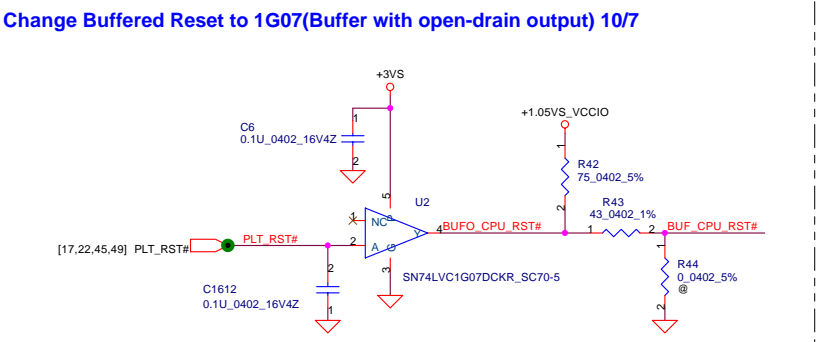 Change Buffered Reset to 1G07(Buffer with open-drain output) 10/7
+3VS
+1.05VS_VCCIO
C6
0.1U_0402_16V4Z
1
2
1
R42
75_0402_5%
2
5
U2
R43
43_0402_1%
1
NC
P
Y
4
BUFO_CPU_RST#
1
2
BUF_CPU_RST#
[17,22,45,49] PLT_RST#
PLT_RST#
2
A
G
3
SN74LVC1G07DCKR_SC70-5
2
C1612
0.1U_0402_16V4Z
1
1
R44
0_0402_5%
@
2